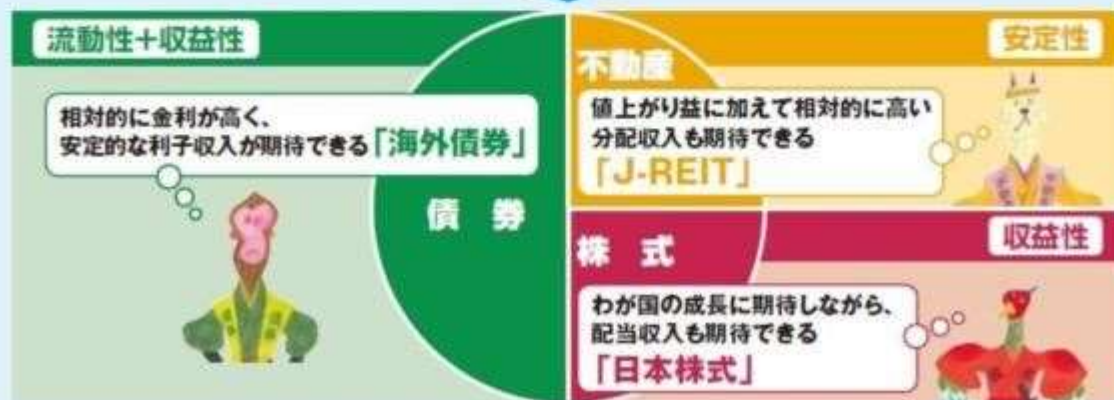 流動性+収益性
相対的に金利が高く、
安定的な利子収入が期待できる「海外債券」
債 券
不動産
安定性
値上がり益に加えて相対的に高い
分配収入も期待できる
「J-REIT」
株 式
収益性
わが国の成長に期待しながら、
配当収入も期待できる
「日本株式」